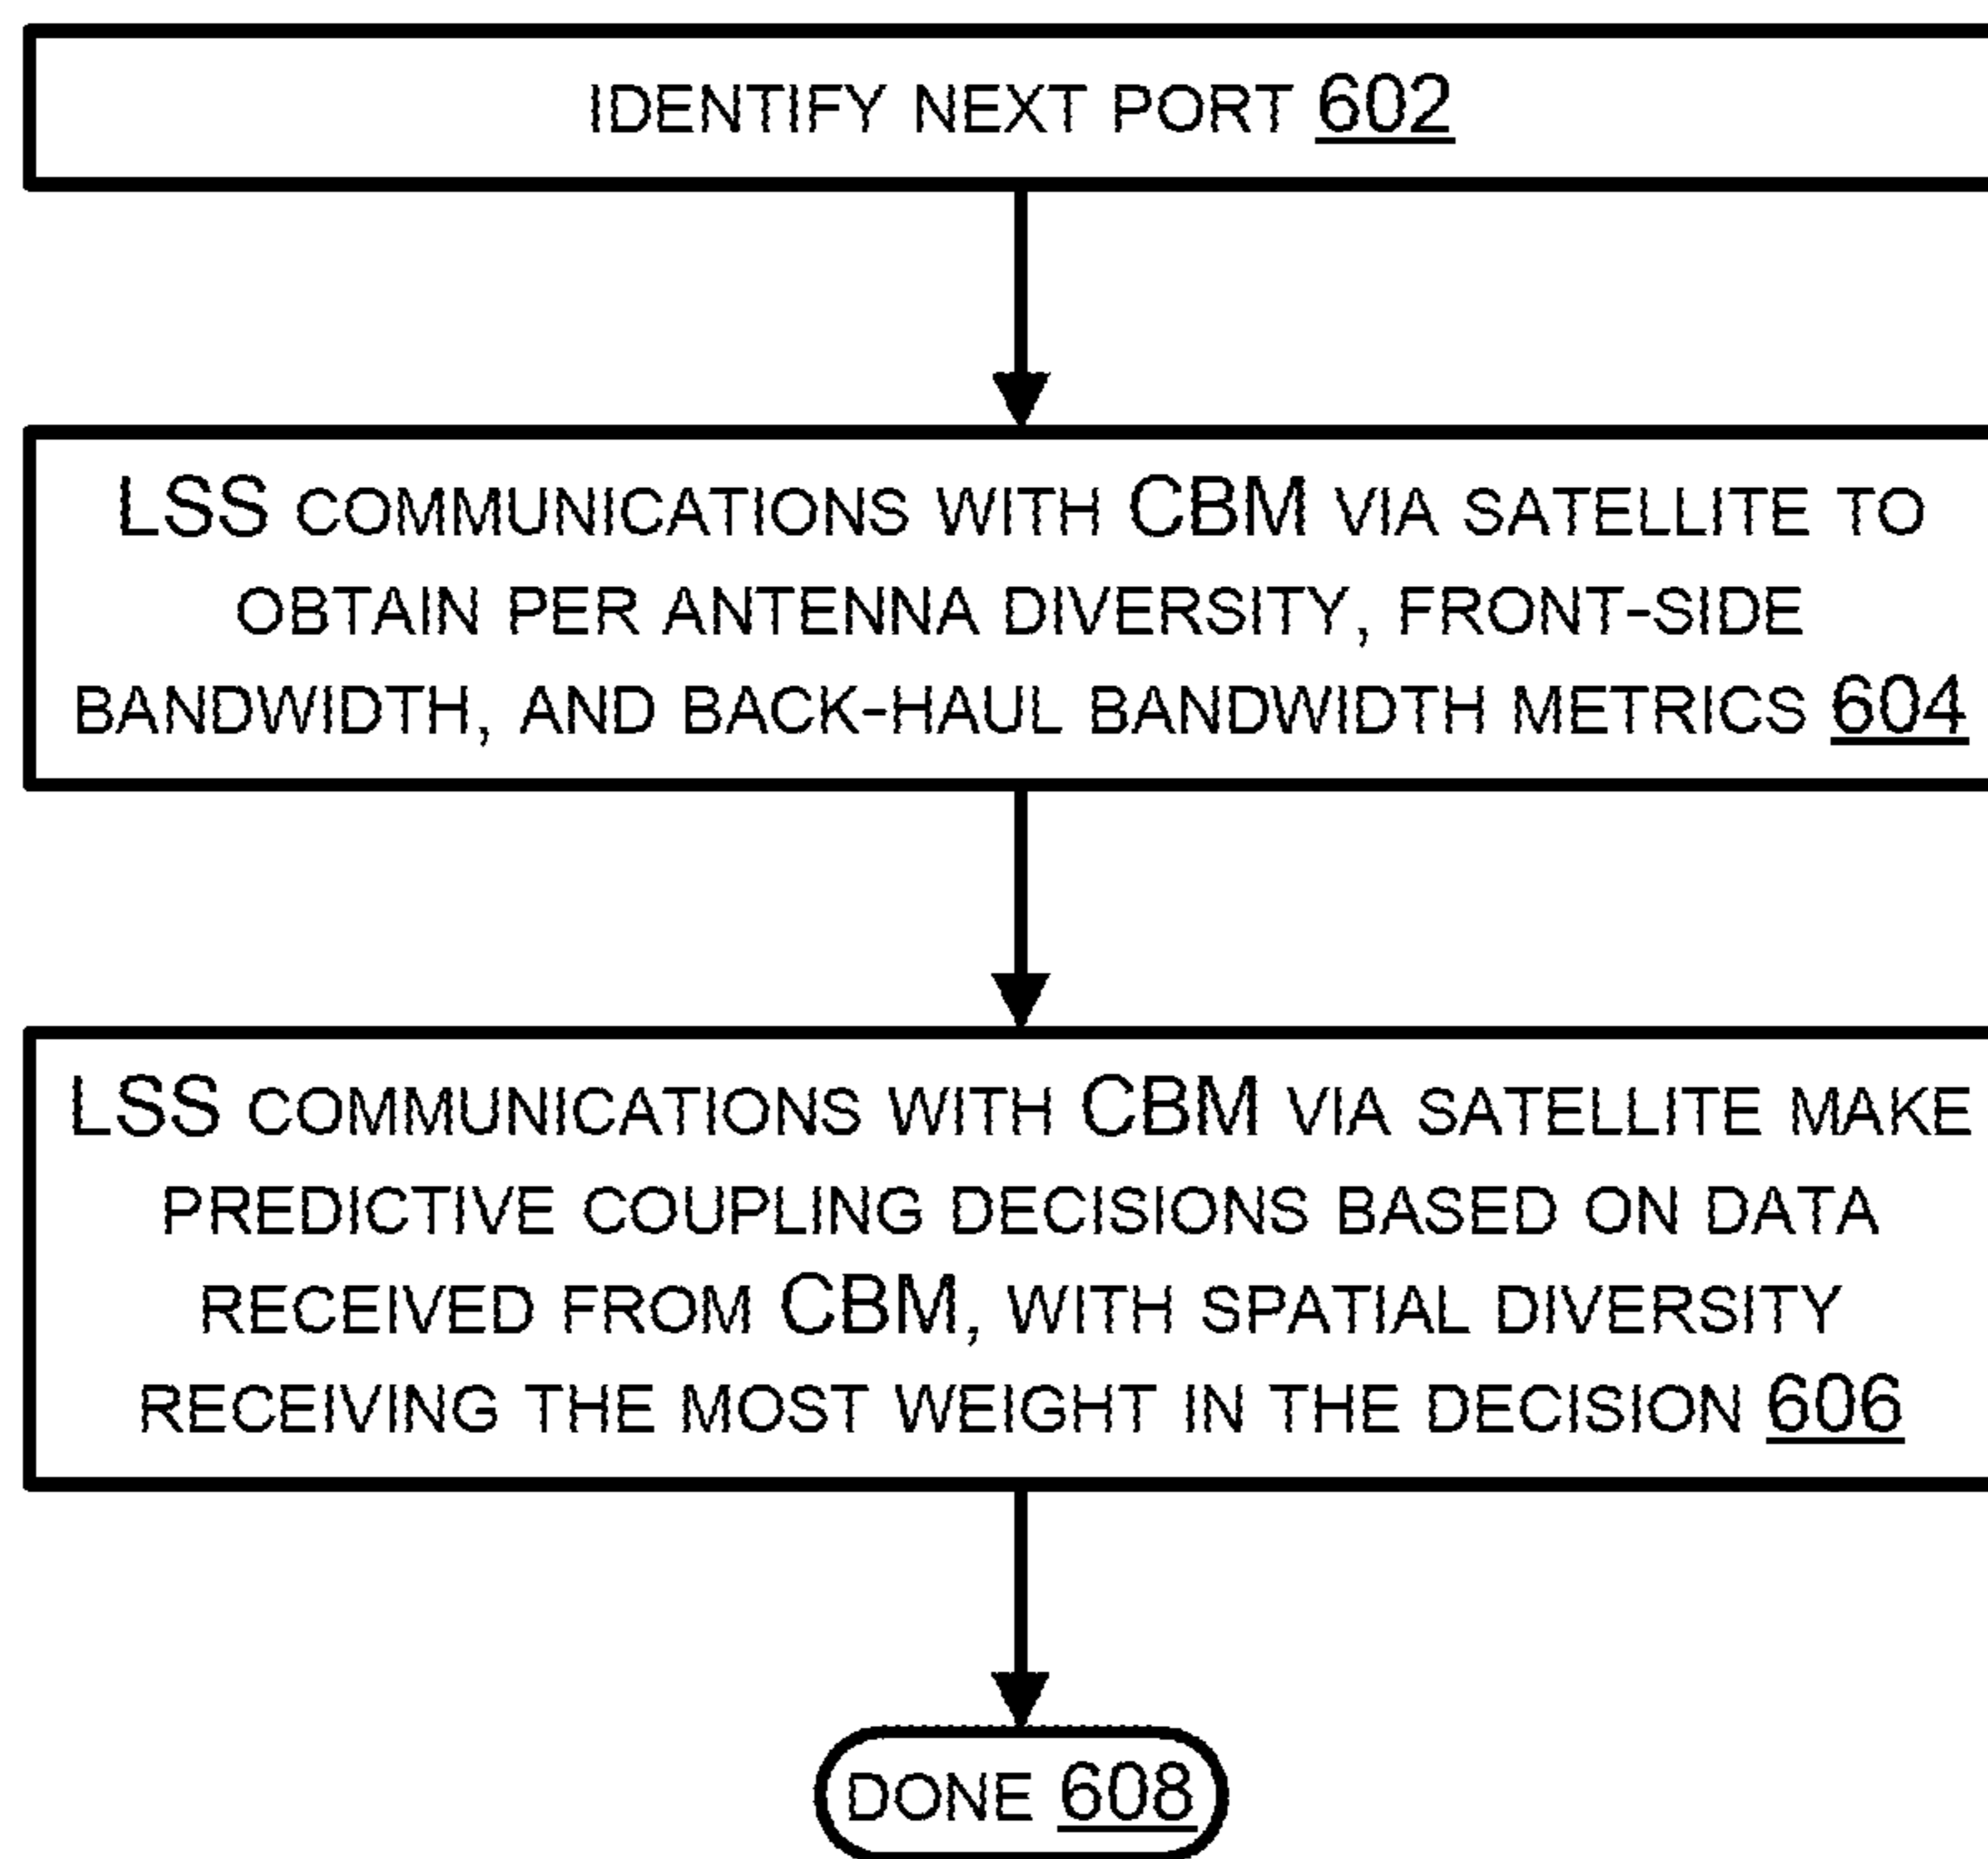 IDENTIFY NEXT PORT 602
LSS COMMUNICATIONS WITH CBM VIA SATELLITE TO
OBTAIN PER ANTENNA DIVERSITY, FRONT-SIDE
BANDWIDTH, AND BACK-HAUL BANDWIDTH METRICS 604
LSS COMMUNICATIONS WITH CBM VIA SATELLITE MAKE
PREDICTIVE COUPLING DECISIONS BASED ON DATA
RECEIVED FROM CBM, WITH SPATIAL DIVERSITY
RECEIVING THE MOST WEIGHT IN THE DECISION 606
DONE 608